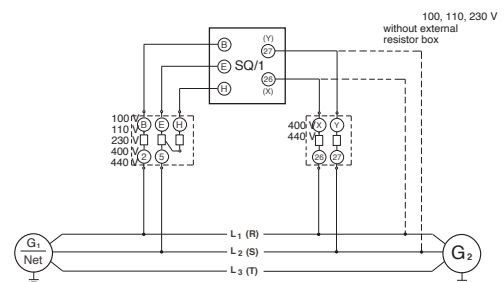 100, 110, 230 V
without external
resistor box
(Y)
B
27
E
SQ/1
26
H
(X)
100 V
110 V
230 V
400 V
440 V
B
E
H
2
5
400 V
440 V
X
Y
26
27
L1 (R)
G1
Net
L2 (S)
G2
L3 (T)